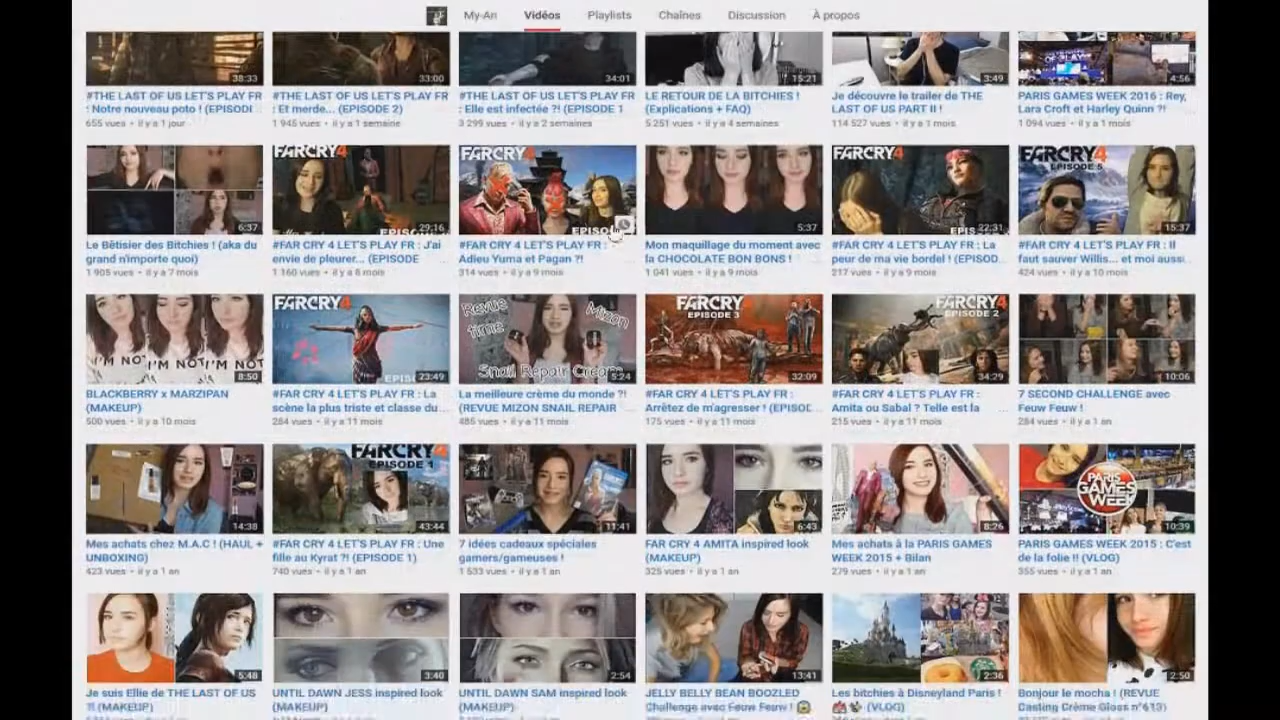 My-An Vidéos Playlists Chaînes Discussion À propos
38:33 33:00 34:01 15:21 3:49 4:56
#THE LAST OF US LET'S PLAY FR
: Notre nouveau poto ! (EPISODI
655 vues • il y a 1 jour
#THE LAST OF US LET'S PLAY FR
: Et merde... (EPISODE 2)
1 945 vues • il y a 1 semaine
#THE LAST OF US LET'S PLAY FR
: Elle est infectée ?! (EPISODE 1
3 299 vues • il y a 2 semaines
LE RETOUR DE LA BITCHIES !
(Explications + FAQ)
5 251 vues • il y a 4 semaines
Je découvre le trailer de THE
LAST OF US PART II !
114 527 vues • il y a 1 mois
PARIS GAMES WEEK 2016 : Rey,
Lara Croft et Harley Quinn ?!
1 094 vues • il y a 1 mois
6:37
Le Bêtisier des Bitchies ! (aka du
grand n'importe quoi)
1 905 vues • il y a 7 mois
FARCRY4
29:16
#FAR CRY 4 LET'S PLAY FR : J'ai
envie de pleurer... (EPISODE
1 160 vues • il y a 8 mois
FARCRY4
#FAR CRY 4 LET'S PLAY FR :
Adieu Yuma et Pagan ?!
314 vues • il y a 9 mois
5:37
Mon maquillage du moment avec
la CHOCOLATE BON BONS !
1 041 vues • il y a 9 mois
FARCRY4
22:31
#FAR CRY 4 LET'S PLAY FR : La
peur de ma vie bordel ! (EPISOD...
217 vues • il y a 9 mois
FARCRY4
EPISODE 5
15:37
#FAR CRY 4 LET'S PLAY FR : Il
faut sauver Willis... et moi aussi
424 vues • il y a 10 mois
I'M NOT I'M NOT I'M NOT
8:50
BLACKBERRY x MARZIPAN
(MAKEUP)
500 vues • il y a 10 mois
FARCRY4
23:49
#FAR CRY 4 LET'S PLAY FR : La
scène la plus triste et classe du...
284 vues • il y a 11 mois
Revue time Mizon
Snail Repair Cream
5:24
La meilleure crème du monde ?!
(REVUE MIZON SNAIL REPAIR
485 vues • il y a 11 mois
FARCRY4
EPISODE 3
32:09
#FAR CRY 4 LET'S PLAY FR :
Arrêtez de m'agresser ! (EPISOD
175 vues • il y a 11 mois
FARCRY4
EPISODE 2
34:29
#FAR CRY 4 LET'S PLAY FR :
Amita ou Sabal ? Telle est la
215 vues • il y a 11 mois
10:06
7 SECOND CHALLENGE avec
Feuw Feuw !
284 vues • il y a 1 an
14:38
Mes achats chez M.A.C ! (HAUL +
UNBOXING)
423 vues • il y a 1 an
FARCRY4
EPISODE 1
43:44
#FAR CRY 4 LET'S PLAY FR : Une
fille au Kyrat ?! (EPISODE 1)
740 vues • il y a 1 an
11:41
7 idées cadeaux spéciales
gamers/gameuses !
1 533 vues • il y a 1 an
6:43
FAR CRY 4 AMITA inspired look
(MAKEUP)
325 vues • il y a 1 an
8:26
Mes achats à la PARIS GAMES
WEEK 2015 + Bilan
279 vues • il y a 1 an
PARIS
GAMES
WEEK
10:39
PARIS GAMES WEEK 2015 : C'est
de la folie !! (VLOG)
355 vues • il y a 1 an
5:48
Je suis Ellie de THE LAST OF US
?! (MAKEUP)
3:40
UNTIL DAWN JESS inspired look
(MAKEUP)
2:54
UNTIL DAWN SAM inspired look
(MAKEUP)
13:41
JELLY BELLY BEAN BOOZLED
Challenge avec Feuw Feuw !
2:36
Les bitchies à Disneyland Paris !
(VLOG)
2:50
Bonjour le mocha ! (REVUE
Casting Crème Gloss n°613)